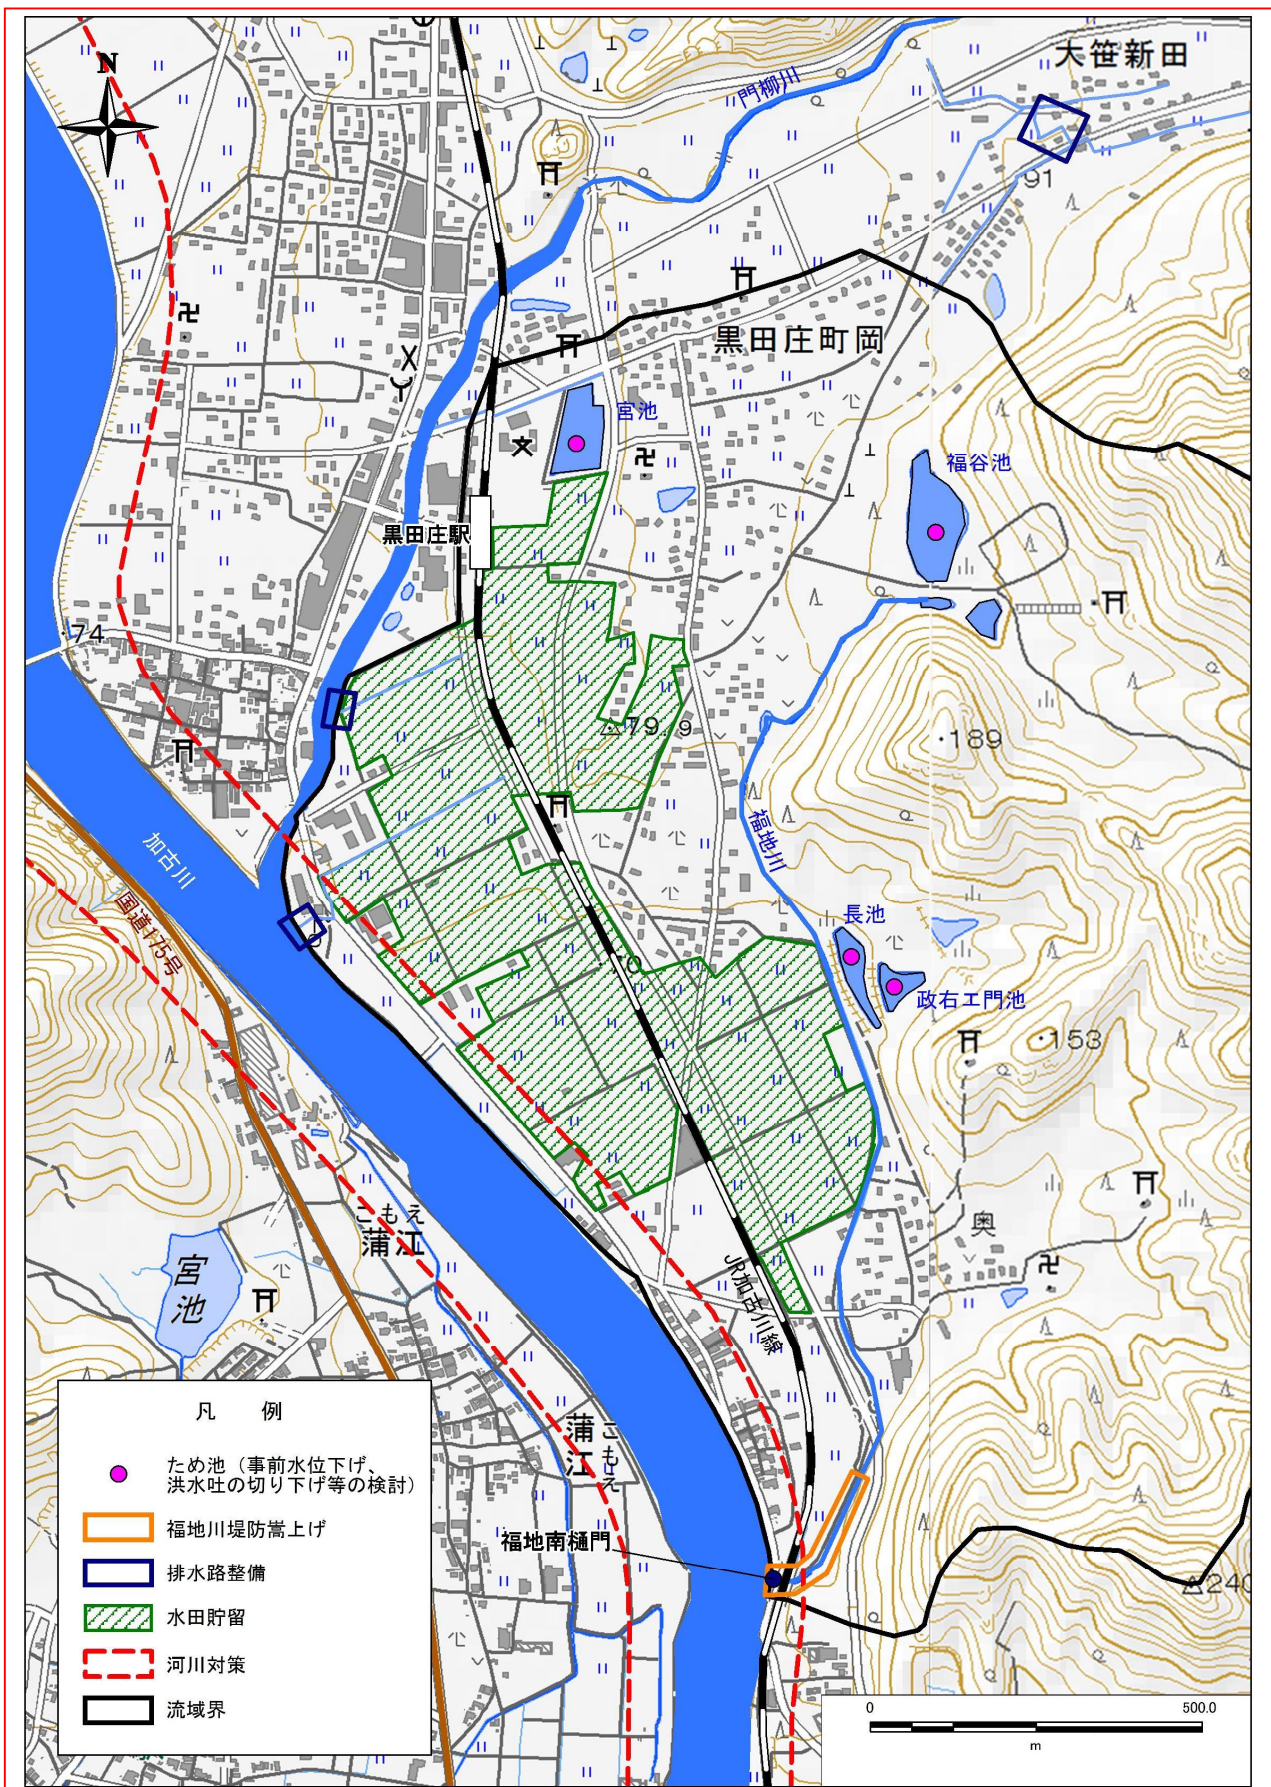 N
大笹新田
門柳川
91
黒田庄町岡
宮池
福谷池
黒田庄駅
74
79.9
189
福地川
加古川
国道175号
長池
政右エ門池
70
153
こもえ
蒲江
奥
宮池
JR加古川線
蒲江
こもえ
福地南樋門
240
凡 例
ため池（事前水位下げ、
洪水吐の切り下げ等の検討）
福地川堤防嵩上げ
排水路整備
水田貯留
河川対策
流域界
0 500.0
m